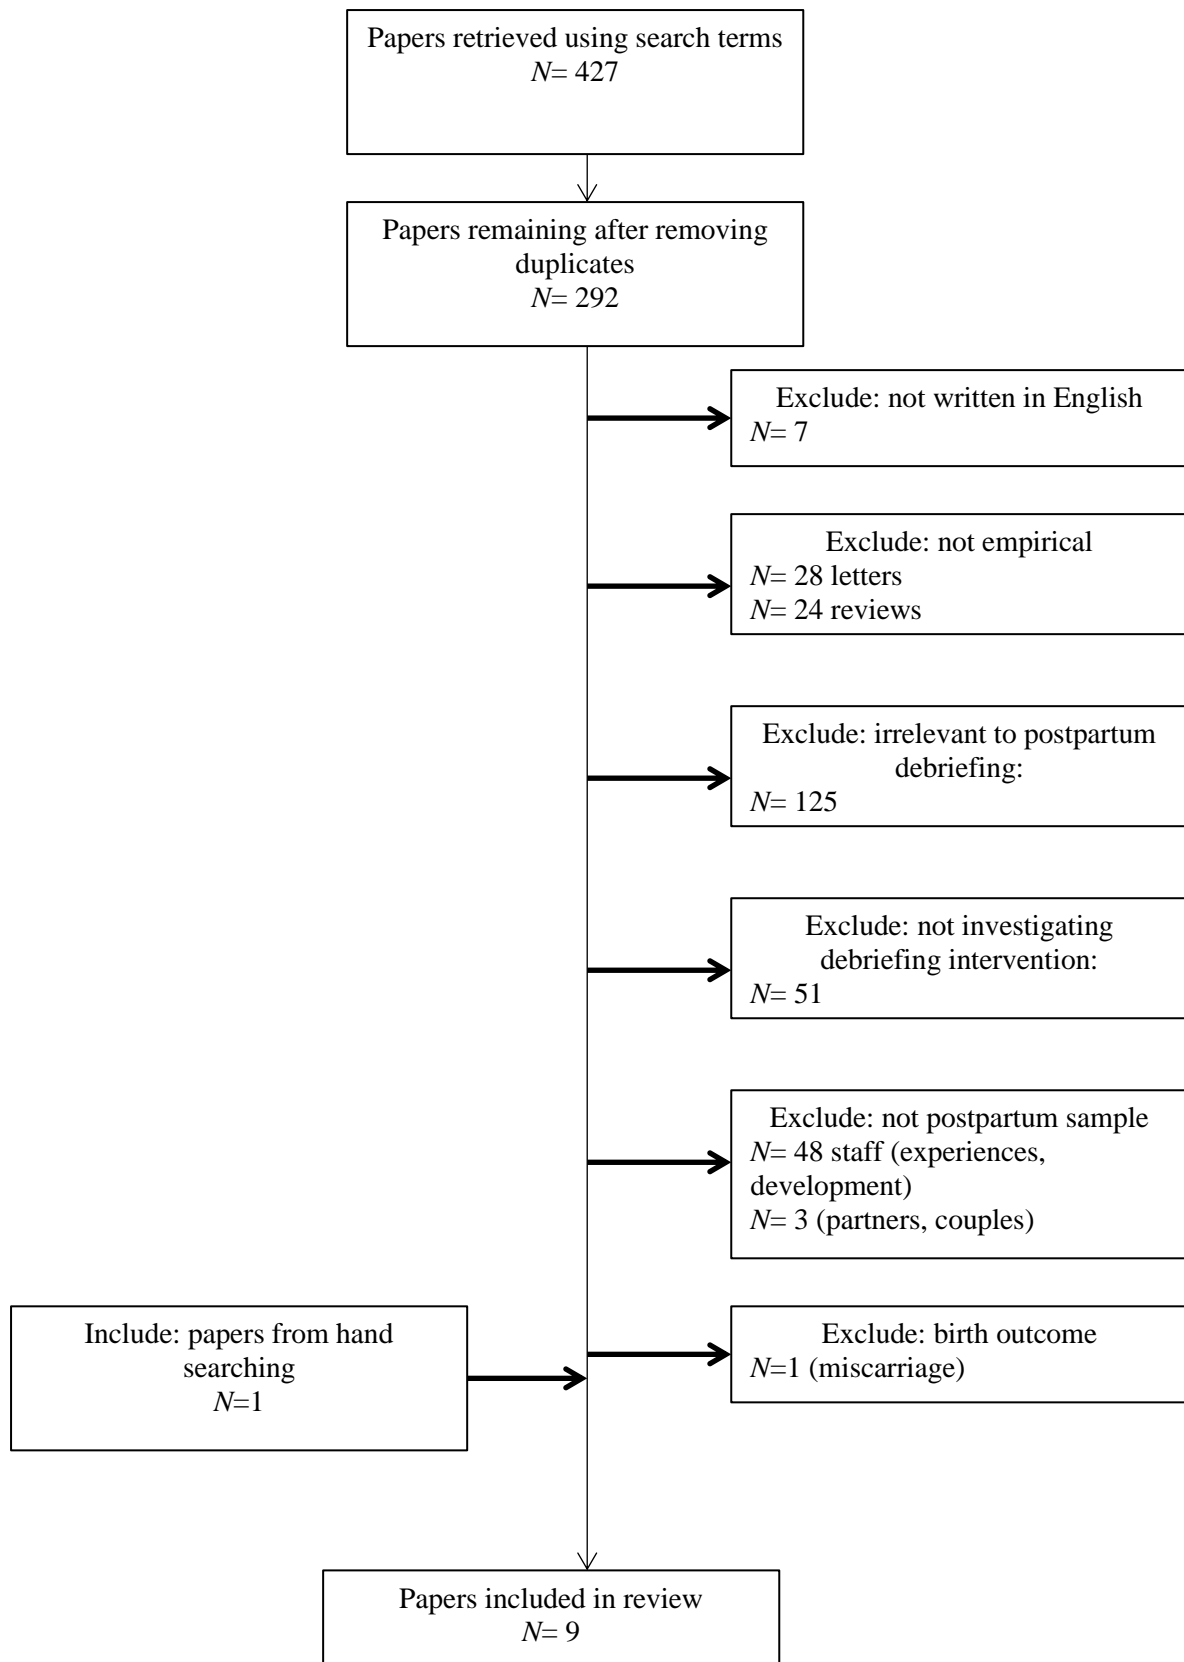 Papers retrieved using search terms
N= 427
Papers remaining after removing
duplicates
N= 292
Exclude: not written in English
N= 7
Exclude: not empirical
N= 28 letters
N= 24 reviews
Exclude: irrelevant to postpartum
debriefing:
N= 125
Exclude: not investigating
debriefing intervention:
N= 51
Exclude: not postpartum sample
N= 48 staff (experiences,
development)
N= 3 (partners, couples)
Include: papers from hand
searching
N=1
Exclude: birth outcome
N=1 (miscarriage)
Papers included in review
N= 9